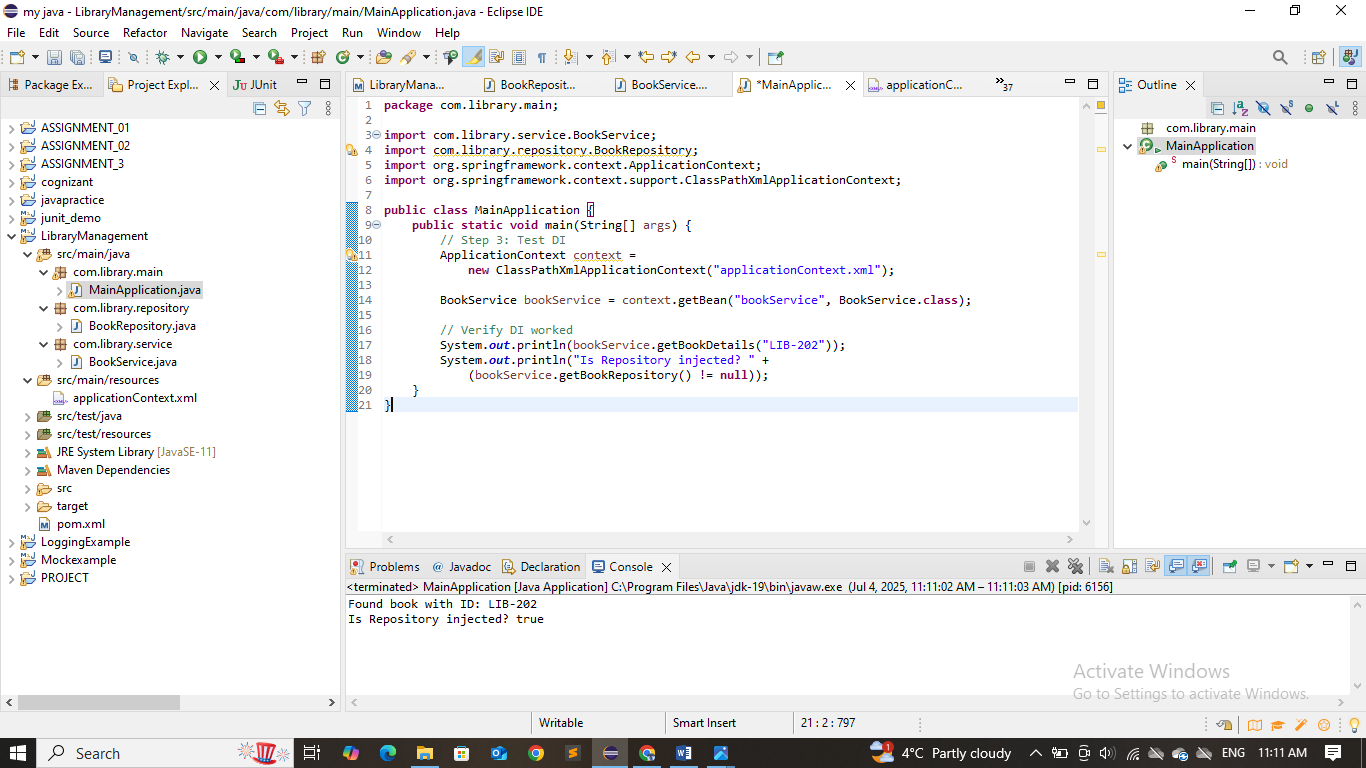 my java - LibraryManagement/src/main/java/com/library/main/MainApplication.java - Eclipse IDE
File Edit Source Refactor Navigate Search Project Run Window Help
Package Ex... Project Expl... JUnit
ASSIGNMENT_01
ASSIGNMENT_02
ASSIGNMENT_3
cognizant
javapractice
junit_demo
LibraryManagement
src/main/java
com.library.main
MainApplication.java
com.library.repository
BookRepository.java
com.library.service
BookService.java
src/main/resources
applicationContext.xml
src/test/java
src/test/resources
JRE System Library [JavaSE-11]
Maven Dependencies
src
target
pom.xml
LoggingExample
Mockexample
PROJECT
LibraryMana... BookReposit... BookService.... *MainApplic... applicationC... »37
1 package com.library.main;
2
3 import com.library.service.BookService;
4 import com.library.repository.BookRepository;
5 import org.springframework.context.ApplicationContext;
6 import org.springframework.context.support.ClassPathXmlApplicationContext;
7
8 public class MainApplication {
9 public static void main(String[] args) {
10 // Step 3: Test DI
11 ApplicationContext context =
12 new ClassPathXmlApplicationContext("applicationContext.xml");
13
14 BookService bookService = context.getBean("bookService", BookService.class);
15
16 // Verify DI worked
17 System.out.println(bookService.getBookDetails("LIB-202"));
18 System.out.println("Is Repository injected? " +
19 (bookService.getBookRepository() != null));
20 }
21 }
Outline
com.library.main
MainApplication
main(String[]) : void
Problems Javadoc Declaration Console
<terminated> MainApplication [Java Application] C:\Program Files\Java\jdk-19\bin\javaw.exe (Jul 4, 2025, 11:11:02 AM – 11:11:03 AM) [pid: 6156]
Found book with ID: LIB-202
Is Repository injected? true
Activate Windows
Go to Settings to activate Windows.
Writable Smart Insert 21 : 2 : 797
Search 1 4°C Partly cloudy ENG 11:11 AM